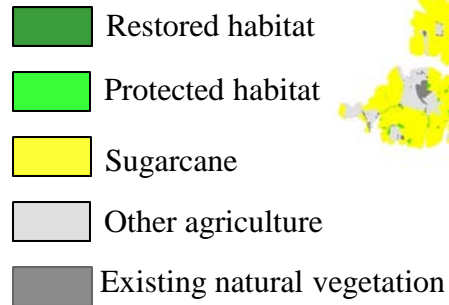 Restored habitat
Protected habitat
Sugarcane
Other agriculture
Existing natural vegetation